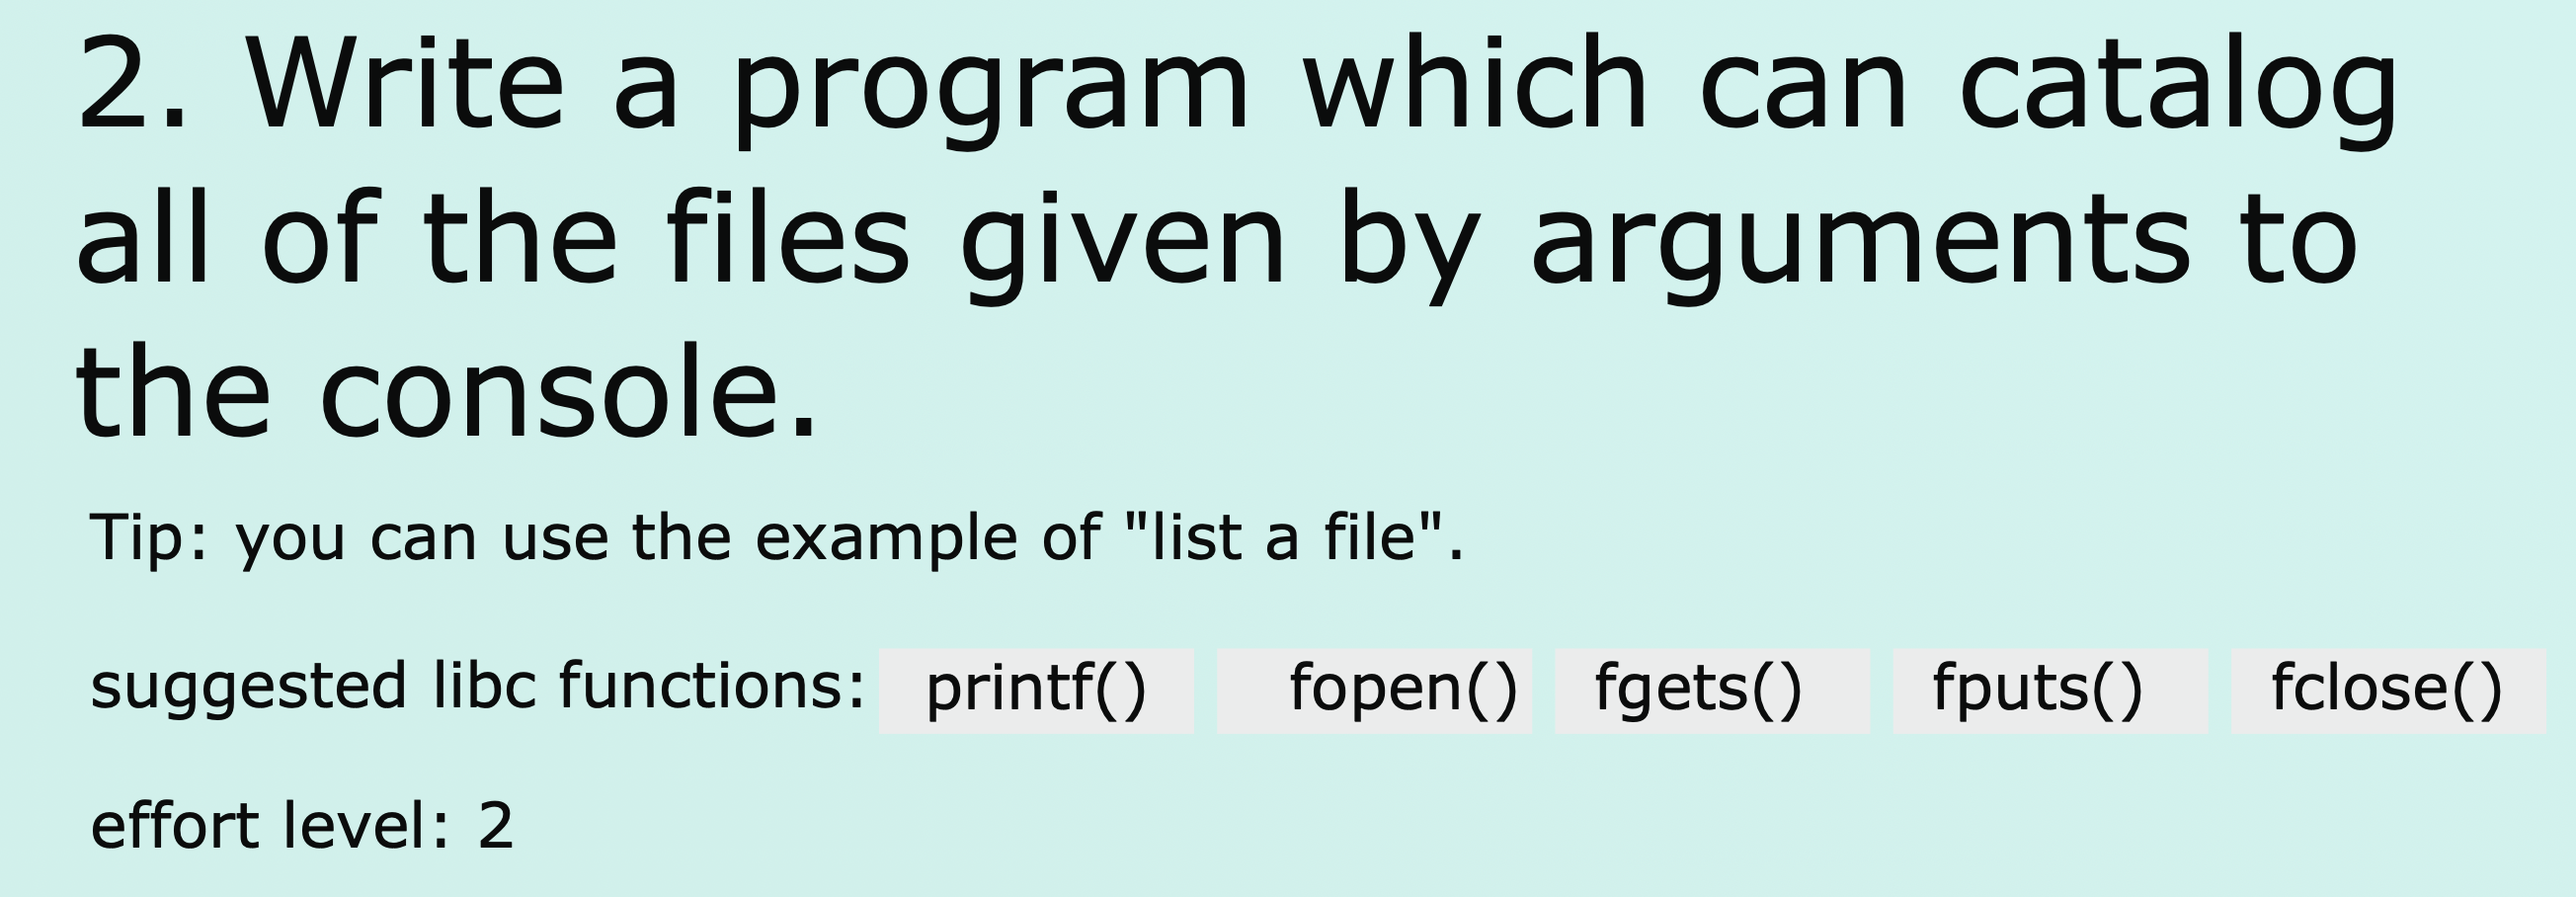 2. Write a program which can catalog
all of the files given by arguments to
the console.
Tip: you can use the example of "list a file".
suggested libc functions: printf() fopen() fgets() fputs() fclose()
effort level: 2